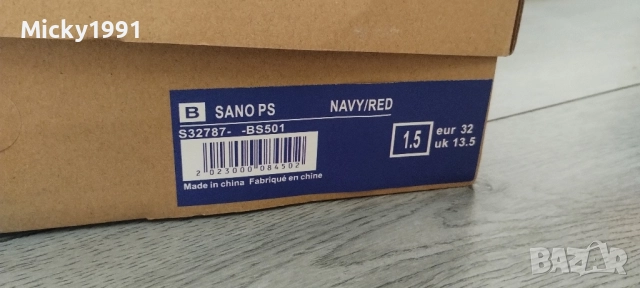 Micky1991
B SANO PS NAVY/RED
S32787- -BS501
1.5 eur 32
uk 13.5
2 023000 084502
Made in china Fabriqué en chine
BAZAR